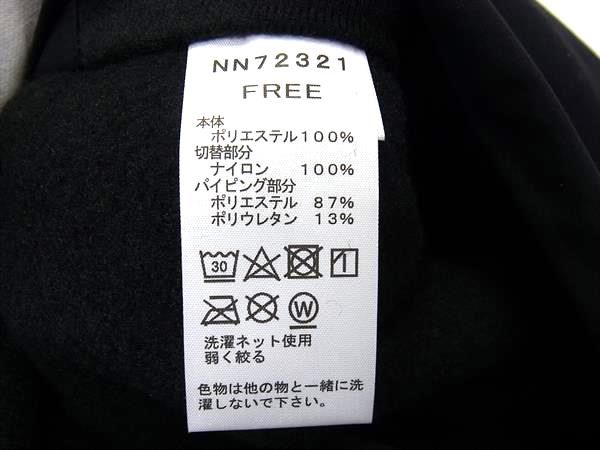 NN72321
FREE
本体
ポリエステル100%
切替部分
ナイロン 100%
パイピング部分
ポリエステル 87%
ポリウレタン 13%
30
W
洗濯ネット使用
弱く絞る
色物は他の物と一緒に洗
濯しないで下さい。